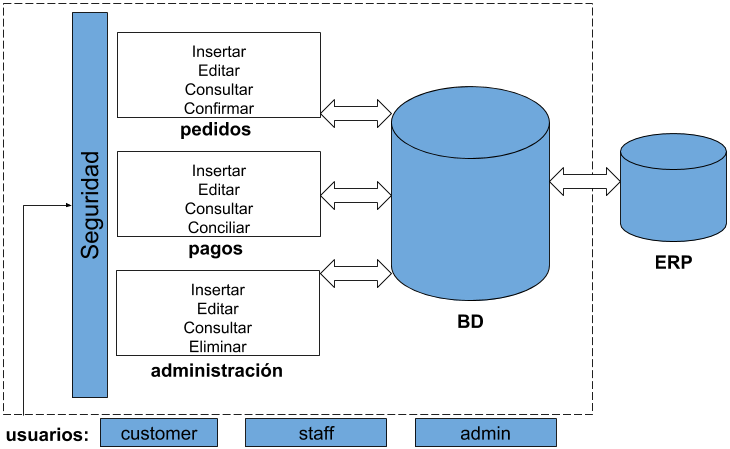 Seguridad
Insertar
Editar
Consultar
Confirmar
pedidos
Insertar
Editar
Consultar
Conciliar
pagos
Insertar
Editar
Consultar
Eliminar
administración
BD
ERP
usuarios:
customer
staff
admin